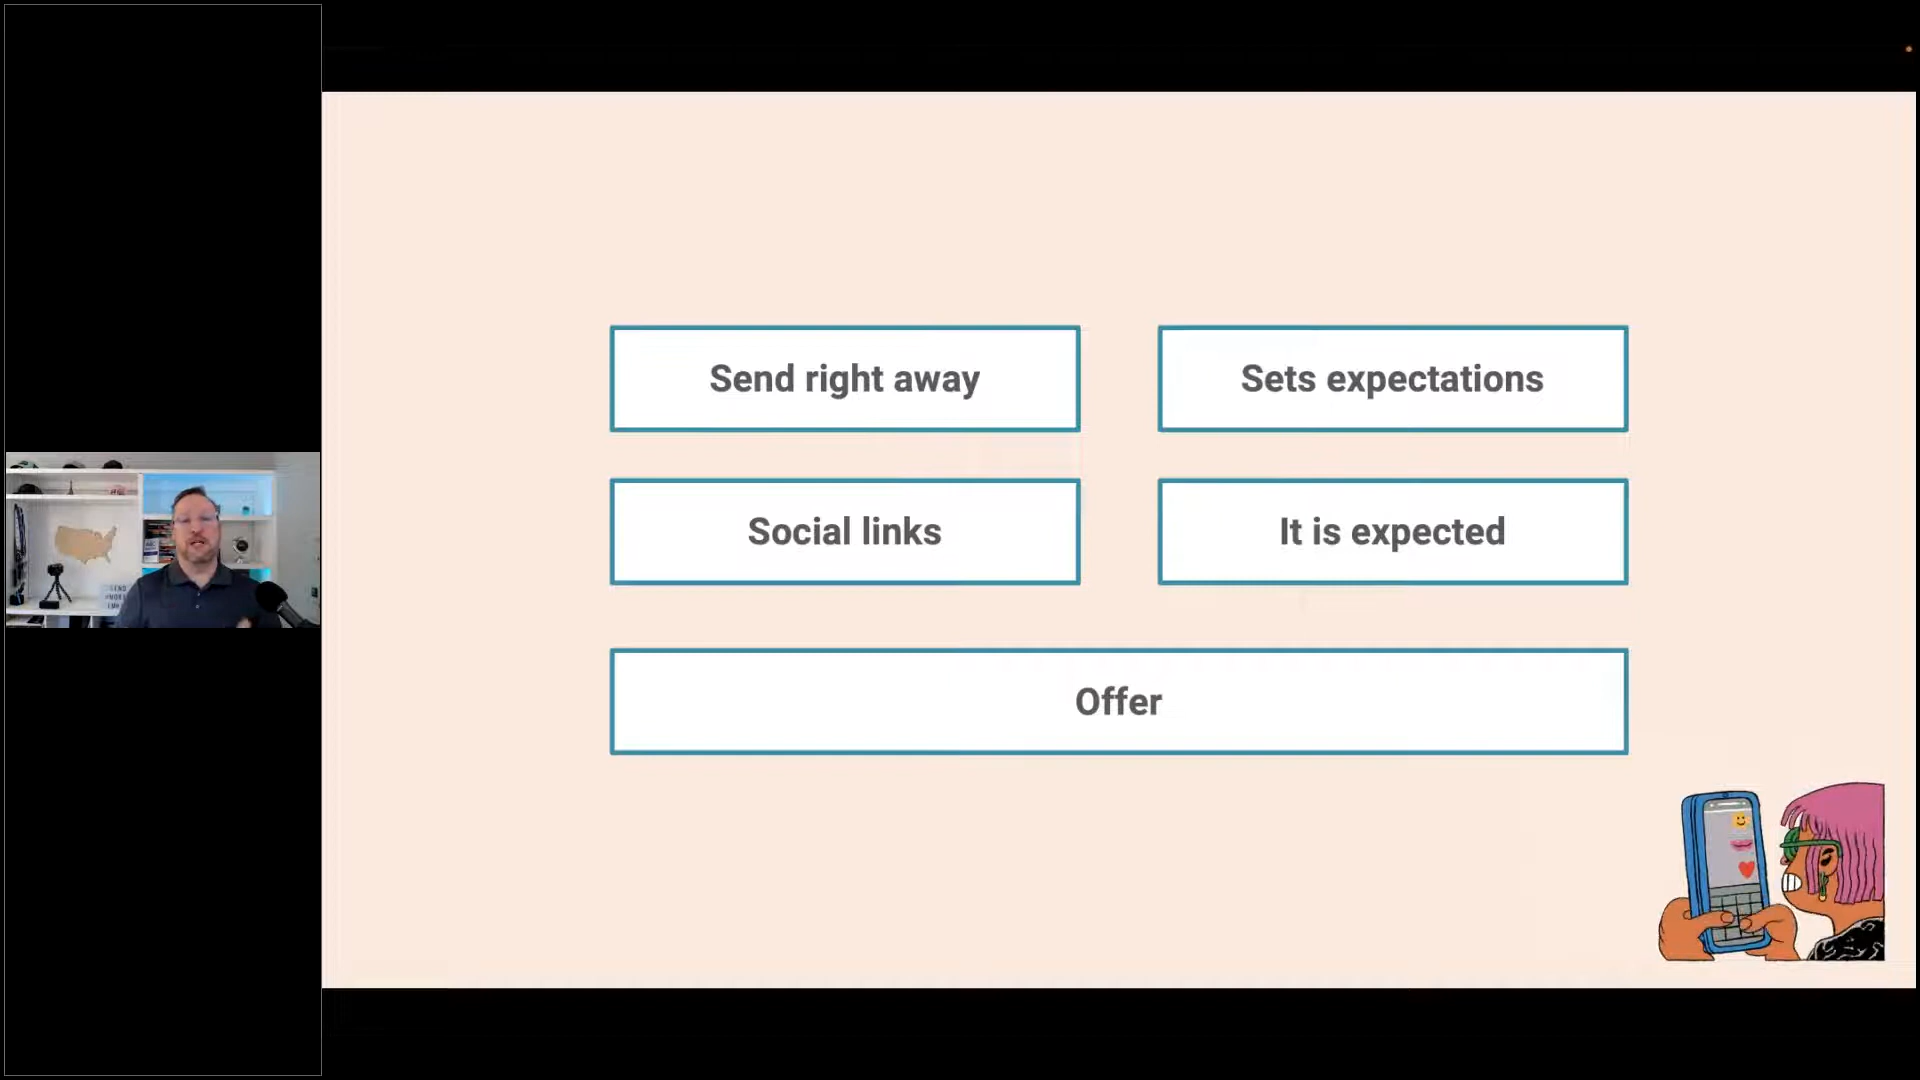 Send right away
Sets expectations
Social links
It is expected
Offer